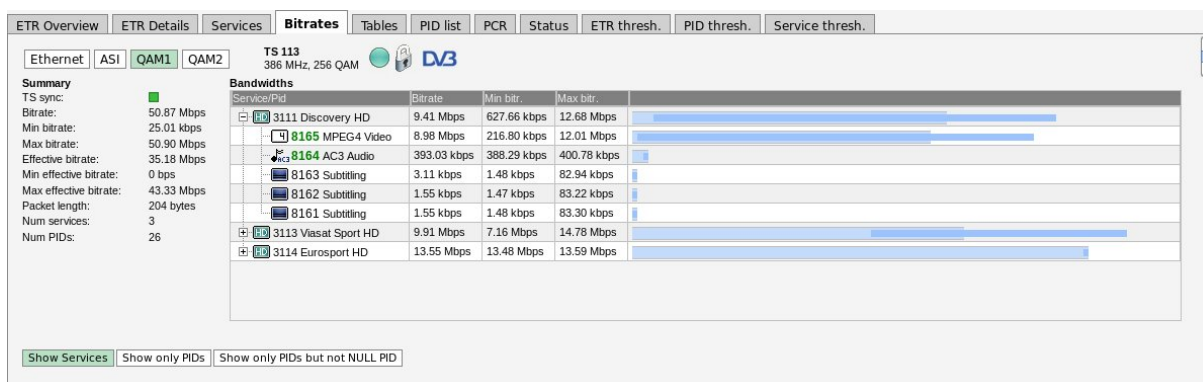 ETR Overview ETR Details Services Bitrates Tables PID list PCR Status ETR thresh. PID thresh. Service thresh.
Ethernet ASI QAM1 QAM2
TS 113
386 MHz, 256 QAM
DVB
Summary
TS sync:
Bitrate: 50.87 Mbps
Min bitrate: 25.01 kbps
Max bitrate: 50.90 Mbps
Effective bitrate: 35.18 Mbps
Min effective bitrate: 0 bps
Max effective bitrate: 43.33 Mbps
Packet length: 204 bytes
Num services: 3
Num PIDs: 26
Bandwidths
Service/Pid Bitrate Min bitr. Max bitr.
HD 3111 Discovery HD 9.41 Mbps 627.66 kbps 12.68 Mbps
4 8165 MPEG4 Video 8.98 Mbps 216.80 kbps 12.01 Mbps
AC3 8164 AC3 Audio 393.03 kbps 388.29 kbps 400.78 kbps
8163 Subtitling 3.11 kbps 1.48 kbps 82.94 kbps
8162 Subtitling 1.55 kbps 1.47 kbps 83.22 kbps
8161 Subtitling 1.55 kbps 1.48 kbps 83.30 kbps
HD 3113 Viasat Sport HD 9.91 Mbps 7.16 Mbps 14.78 Mbps
HD 3114 Eurosport HD 13.55 Mbps 13.48 Mbps 13.59 Mbps
Show Services Show only PIDs Show only PIDs but not NULL PID